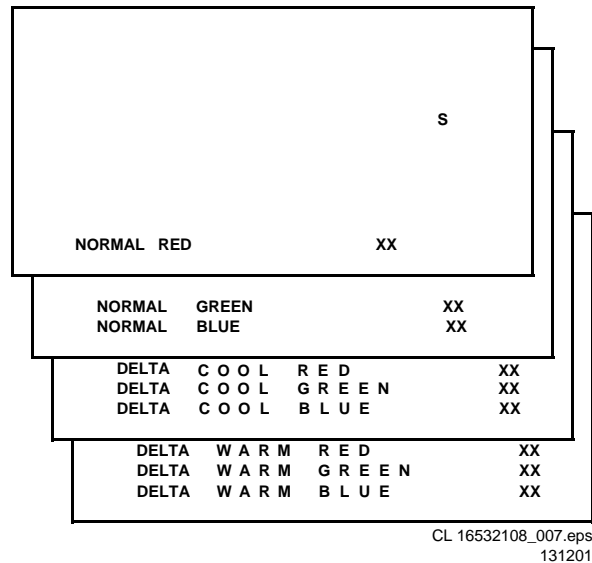 S
NORMAL RED XX
NORMAL GREEN XX
NORMAL BLUE XX
DELTA COOL RED XX
DELTA COOL GREEN XX
DELTA COOL BLUE XX
DELTA WARM RED XX
DELTA WARM GREEN XX
DELTA WARM BLUE XX
CL 16532108_007.eps
131201